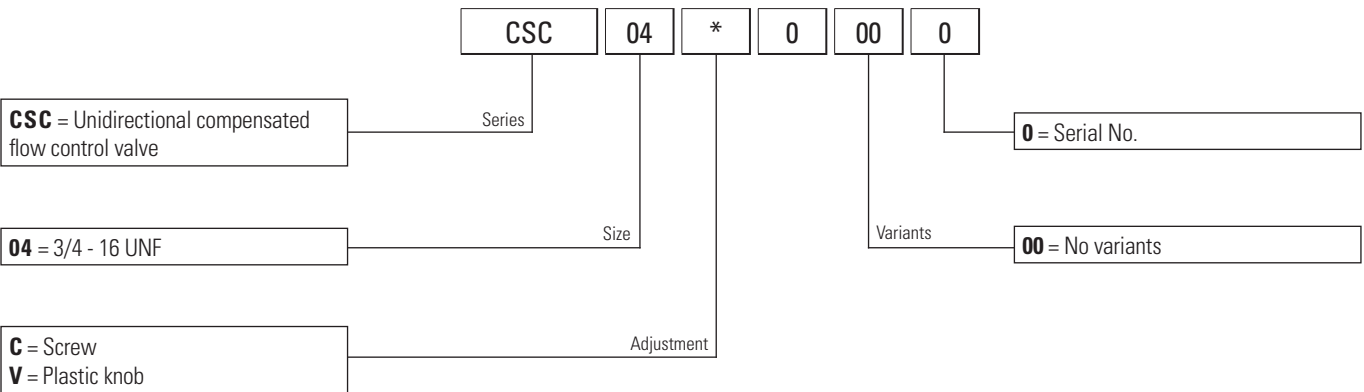 CSC 04 * 0 00 0
CSC = Unidirectional compensated
flow control valve
Series
0 = Serial No.
04 = 3/4 - 16 UNF
Size
Variants
00 = No variants
C = Screw
V = Plastic knob
Adjustment